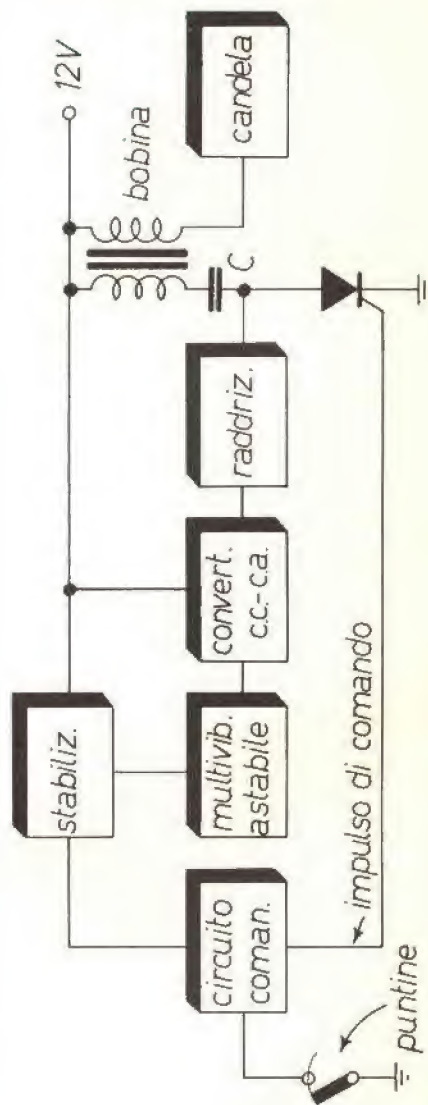 12V
bobina
candela
C
stabiliz.
raddriz.
convert.
c.c.-c.a.
multivib.
astabile
circuito
coman.
impulso di comando
puntine